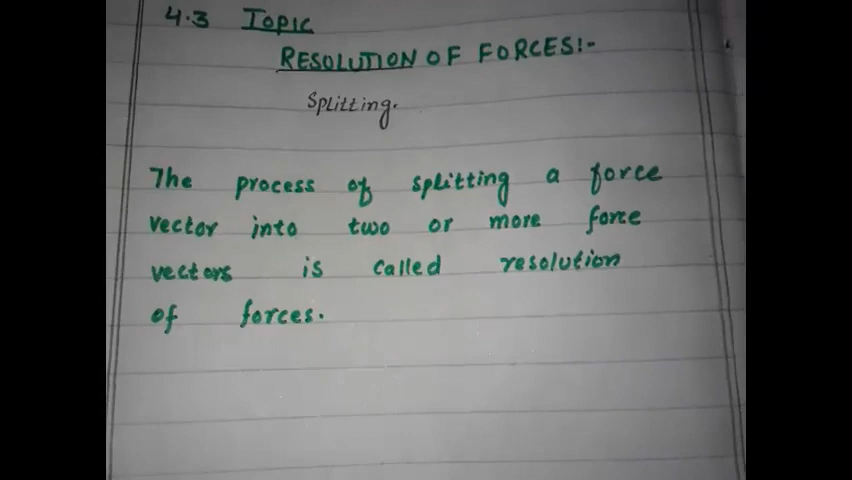 4.3 Topic
RESOLUTION OF FORCES:-
Splitting.
The process of splitting a force
vector into two or more force
vectors is called resolution
of forces.